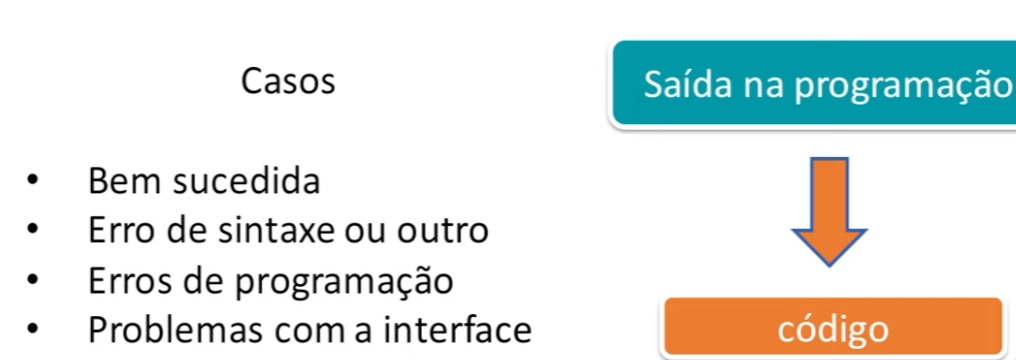 Casos
• Bem sucedida
• Erro de sintaxe ou outro
• Erros de programação
• Problemas com a interface
Saída na programação
código